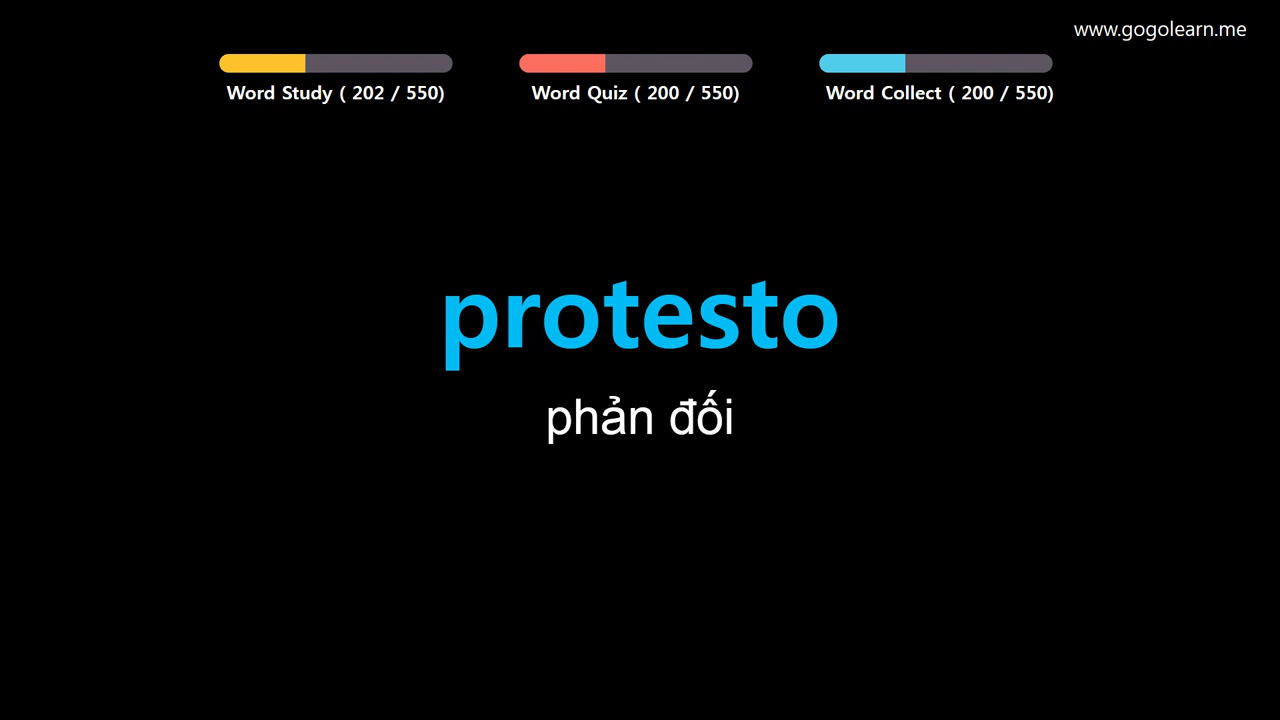 www.gogolearn.me
Word Study ( 202 / 550)
Word Quiz ( 200 / 550)
Word Collect ( 200 / 550)
protesto
phản đối